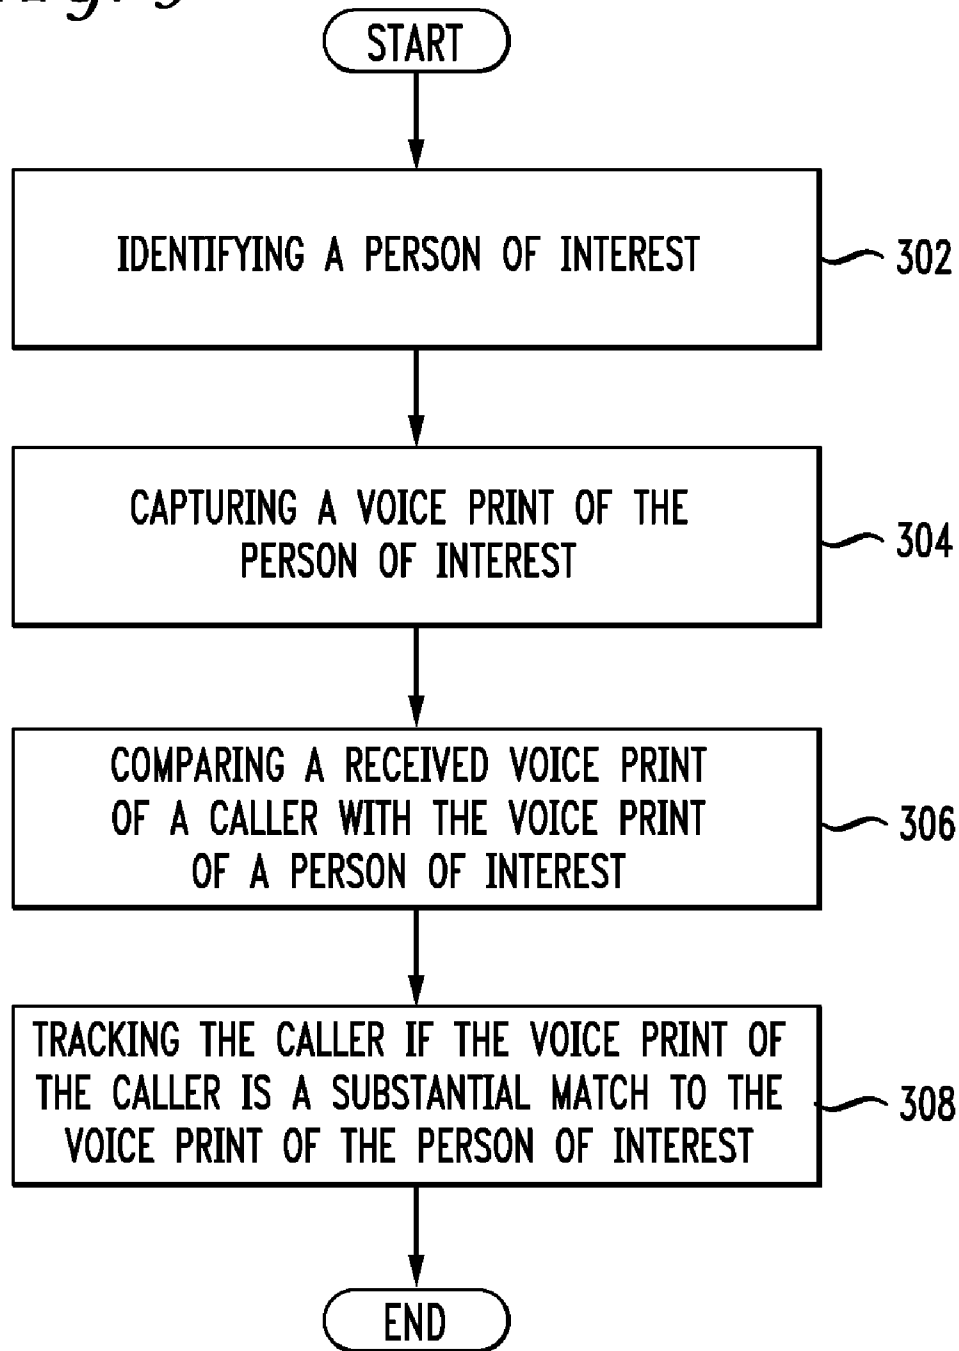 START
IDENTIFYING A PERSON OF INTEREST
302
CAPTURING A VOICE PRINT OF THE
PERSON OF INTEREST
304
COMPARING A RECEIVED VOICE PRINT
OF A CALLER WITH THE VOICE PRINT
OF A PERSON OF INTEREST
306
TRACKING THE CALLER IF THE VOICE PRINT OF
THE CALLER IS A SUBSTANTIAL MATCH TO THE
VOICE PRINT OF THE PERSON OF INTEREST
308
END